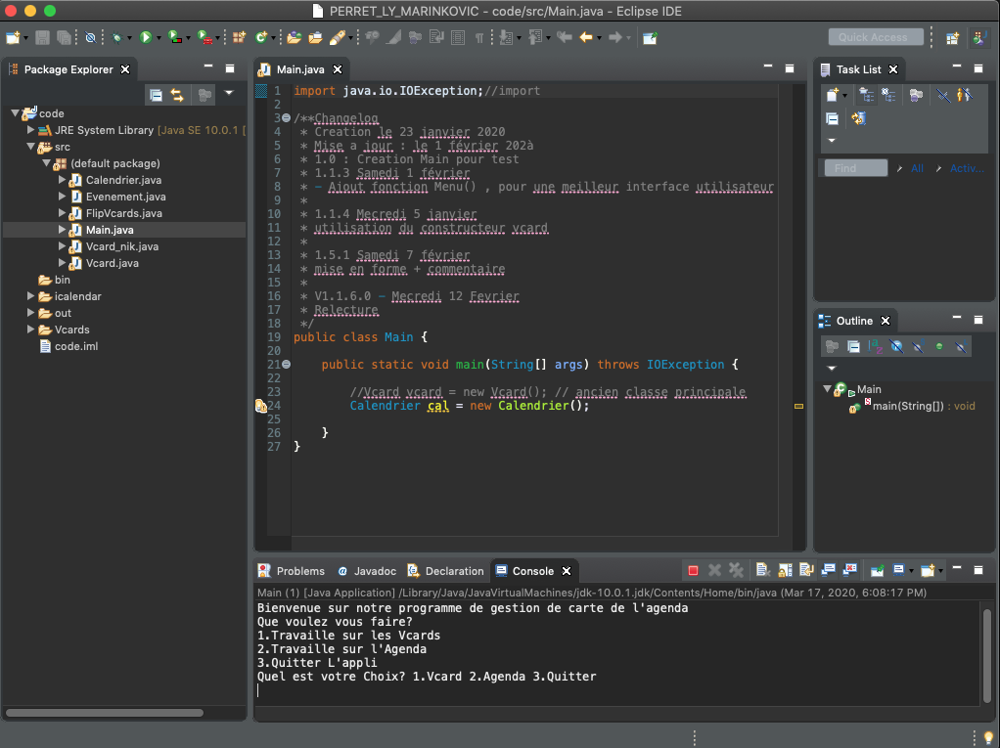 PERRET_LY_MARINKOVIC - code/src/Main.java - Eclipse IDE
Quick Access
Package Explorer
code
JRE System Library [Java SE 10.0.1 [
src
(default package)
Calendrier.java
Evenement.java
FlipVcards.java
Main.java
Vcard_nik.java
Vcard.java
bin
icalendar
out
Vcards
code.iml
Main.java
1 import java.io.IOException;//import
2
3 /**Changelog
4 * Creation le 23 janvier 2020
5 * Mise a jour : le 1 février 202à
6 * 1.0 : Creation Main pour test
7 * 1.1.3 Samedi 1 février
8 * - Ajout fonction Menu() , pour une meilleur interface utilisateur
9 *
10 * 1.1.4 Mecredi 5 janvier
11 * utilisation du constructeur vcard
12 *
13 * 1.5.1 Samedi 7 février
14 * mise en forme + commentaire
15 *
16 * V1.1.6.0 - Mecredi 12 Fevrier
17 * Relecture
18 */
19 public class Main {
20
21 public static void main(String[] args) throws IOException {
22
23 //Vcard vcard = new Vcard(); // ancien classe principale
24 Calendrier cal = new Calendrier();
25
26 }
27 }
Task List
Find
All
Activ...
Outline
Main
main(String[]) : void
Problems
Javadoc
Declaration
Console
Main (1) [Java Application] /Library/Java/JavaVirtualMachines/jdk-10.0.1.jdk/Contents/Home/bin/java (Mar 17, 2020, 6:08:17 PM)
Bienvenue sur notre programme de gestion de carte de l'agenda
Que voulez vous faire?
1.Travaille sur les Vcards
2.Travaille sur l'Agenda
3.Quitter L'appli
Quel est votre Choix? 1.Vcard 2.Agenda 3.Quitter